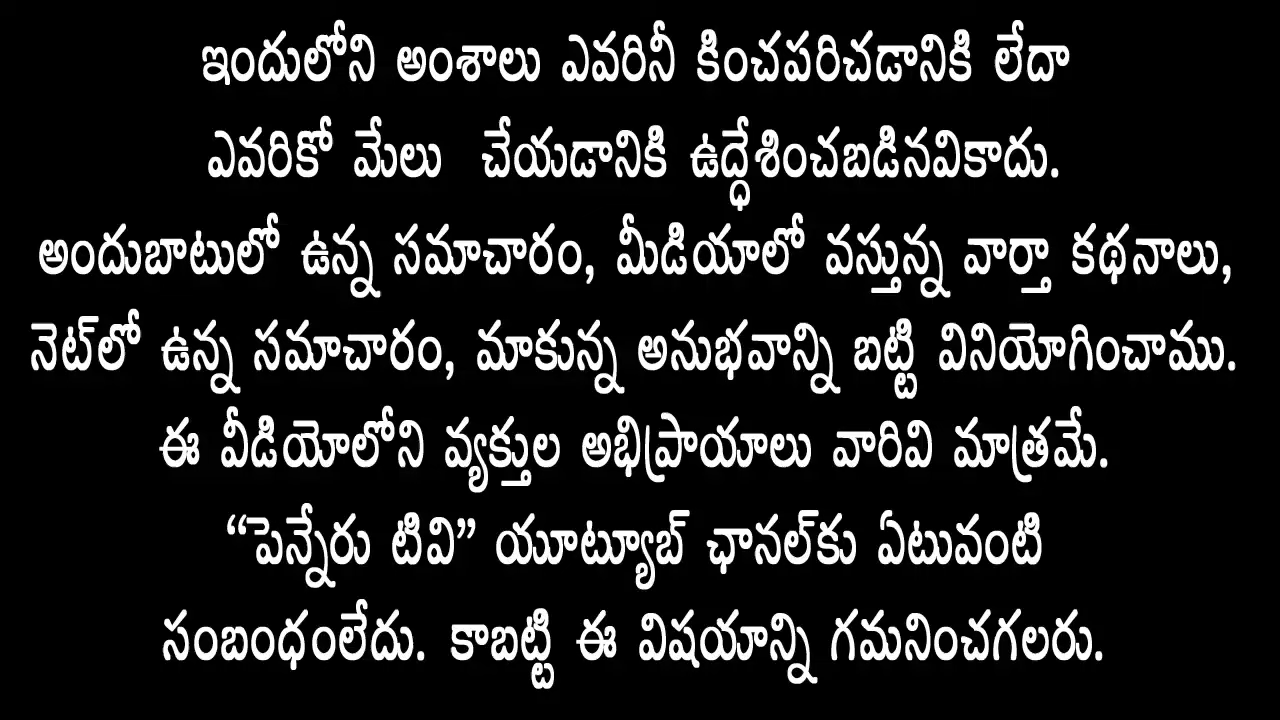 ఇందులోని అంశాలు ఎవరినీ కించపరిచడానికి లేదా
ఎవరికో మేలు చేయడానికి ఉద్ధేశించబడినవికాదు.
అందుబాటులో ఉన్న సమాచారం, మీడియాలో వస్తున్న వార్తా కథనాలు,
నెట్‌లో ఉన్న సమాచారం, మాకున్న అనుభవాన్ని బట్టి వినియోగించాము.
ఈ వీడియోలోని వ్యక్తుల అభిప్రాయాలు వారివి మాత్రమే.
“పెన్నేరు టివి” యూట్యూబ్ ఛానల్‌కు ఏటువంటి
సంబంధంలేదు. కాబట్టి ఈ విషయాన్ని గమనించగలరు.